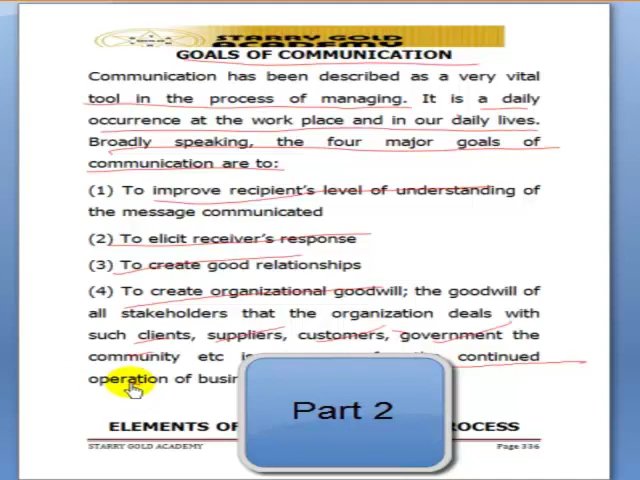 STARRY GOLD
ACADEMY
GOALS OF COMMUNICATION
Communication has been described as a very vital
tool in the process of managing. It is a daily
occurrence at the work place and in our daily lives.
Broadly speaking, the four major goals of
communication are to:
(1) To improve recipient's level of understanding of
the message communicated
(2) To elicit receiver's response
(3) To create good relationships
(4) To create organizational goodwill; the goodwill of
all stakeholders that the organization deals with
such clients, suppliers, customers, government the
community etc continued
operation of
Part 2
ELEMENTS OF
STARRY GOLD ACADEMY Page 336